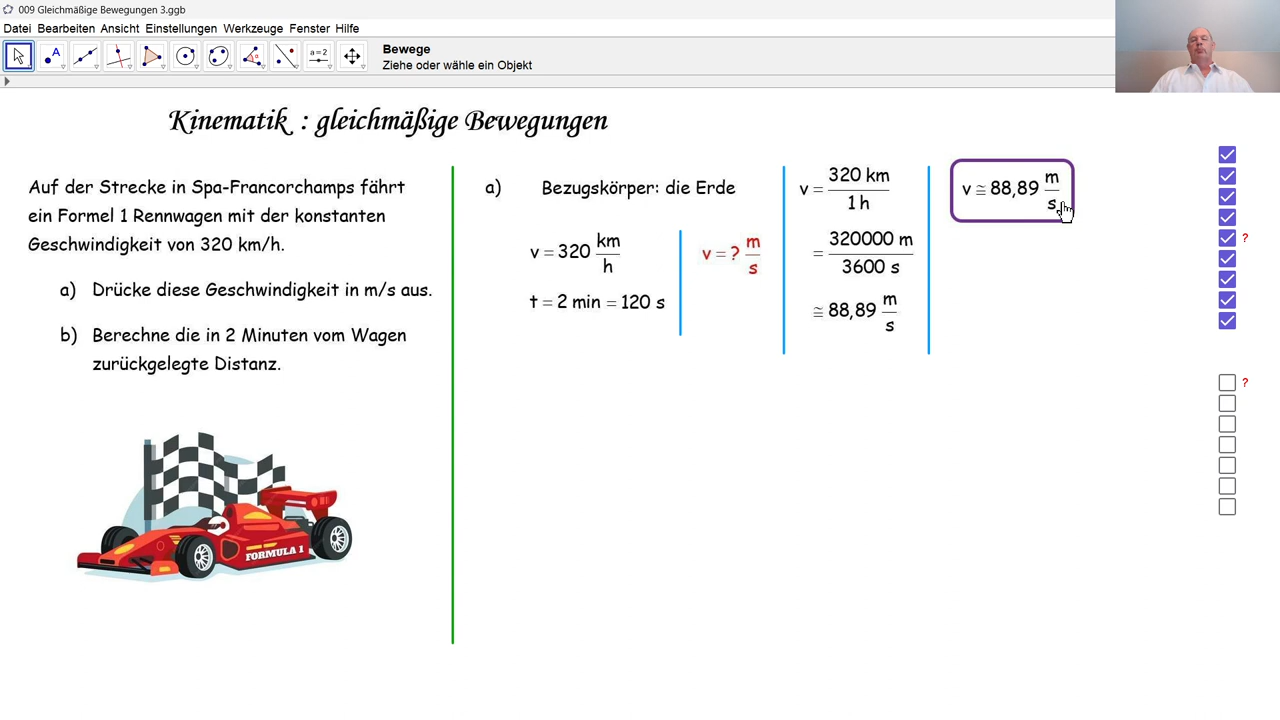 009 Gleichmäßige Bewegungen 3.ggb
Datei Bearbeiten Ansicht Einstellungen Werkzeuge Fenster Hilfe
A
a=2
Bewege
Ziehe oder wähle ein Objekt
Kinematik : gleichmäßige Bewegungen
Auf der Strecke in Spa-Francorchamps fährt
ein Formel 1 Rennwagen mit der konstanten
Geschwindigkeit von 320 km/h.
a) Drücke diese Geschwindigkeit in m/s aus.
b) Berechne die in 2 Minuten vom Wagen
zurückgelegte Distanz.
FORMULA 1
a) Bezugskörper: die Erde
v = 320 km/h
t = 2 min = 120 s
v = ? m/s
v = 320 km / 1 h
= 320000 m / 3600 s
≅ 88,89 m/s
v ≅ 88,89 m/s
?
?